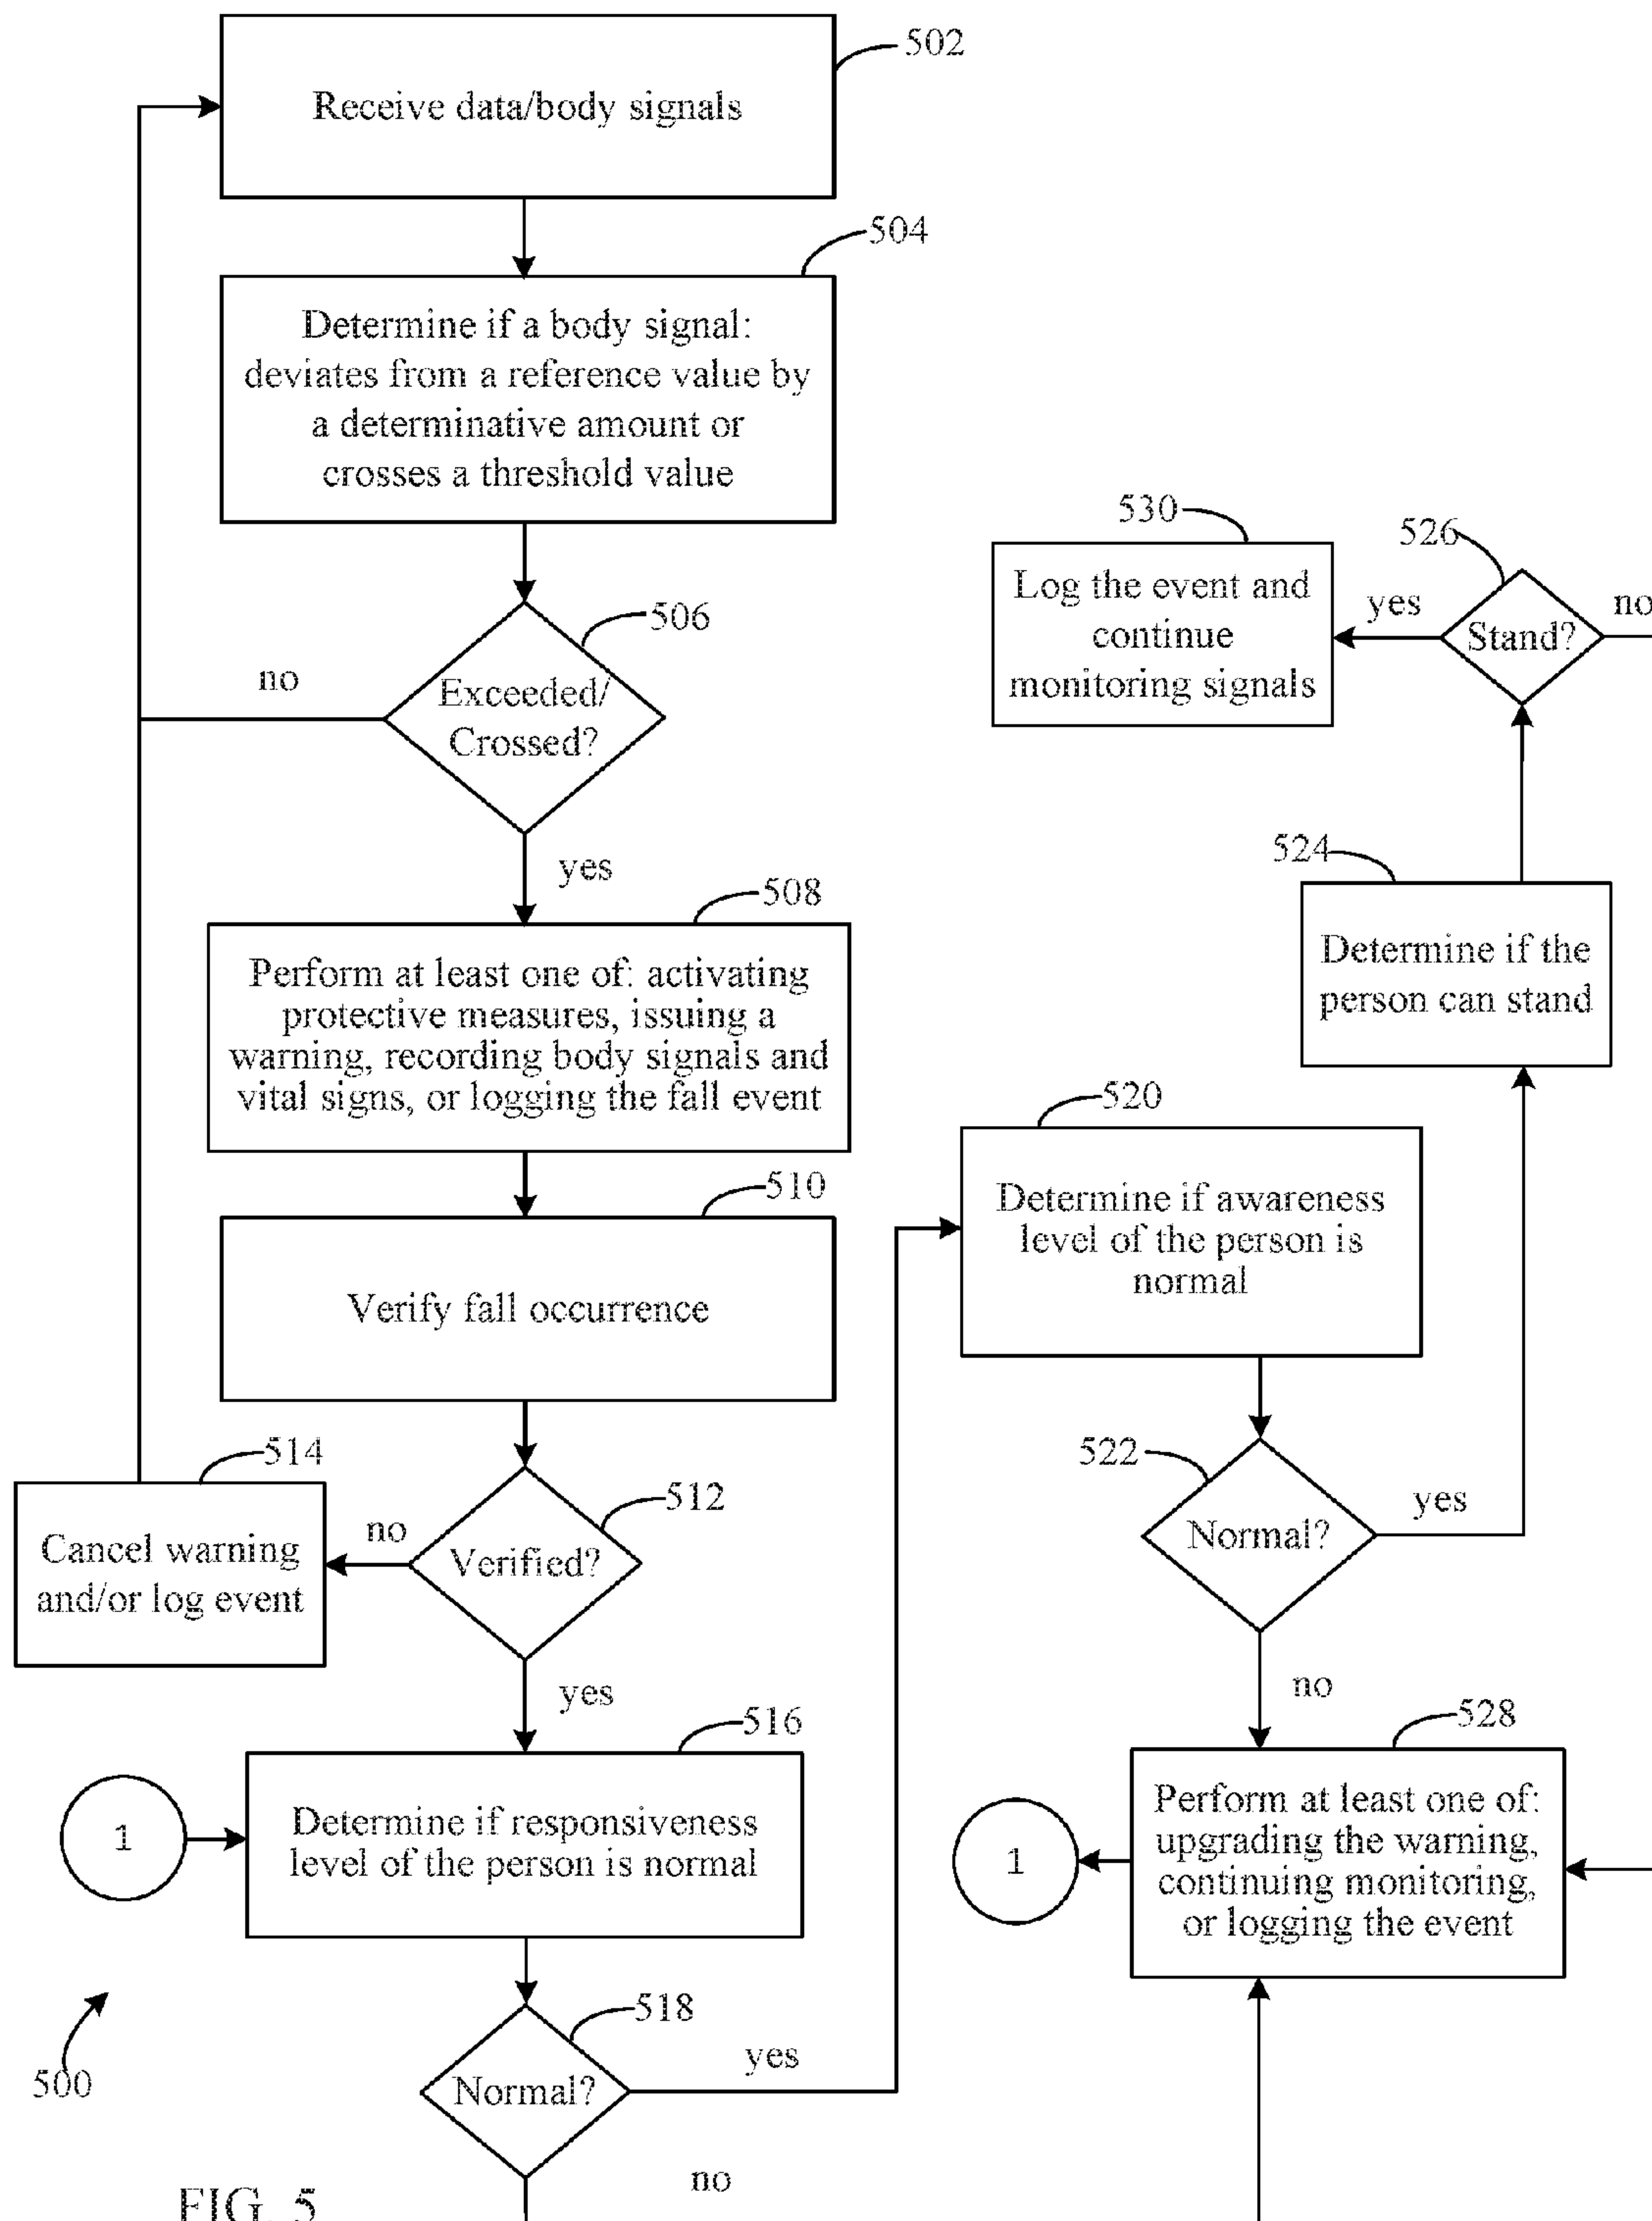 502
Receive data/body signals
504
Determine if a body signal:
deviates from a reference value by
a determinative amount or
crosses a threshold value
506
Exceeded/
Crossed?
no
yes
508
Perform at least one of: activating
protective measures, issuing a
warning, recording body signals and
vital signs, or logging the fall event
510
Verify fall occurrence
512
Verified?
no
514
Cancel warning
and/or log event
yes
516
1
Determine if responsiveness
level of the person is normal
518
Normal?
yes
no
500
FIG. 5
520
Determine if awareness
level of the person is
normal
522
Normal?
yes
no
524
Determine if the
person can stand
526
Stand?
yes
no
530
Log the event and
continue
monitoring signals
528
Perform at least one of:
upgrading the warning,
continuing monitoring,
or logging the event
1